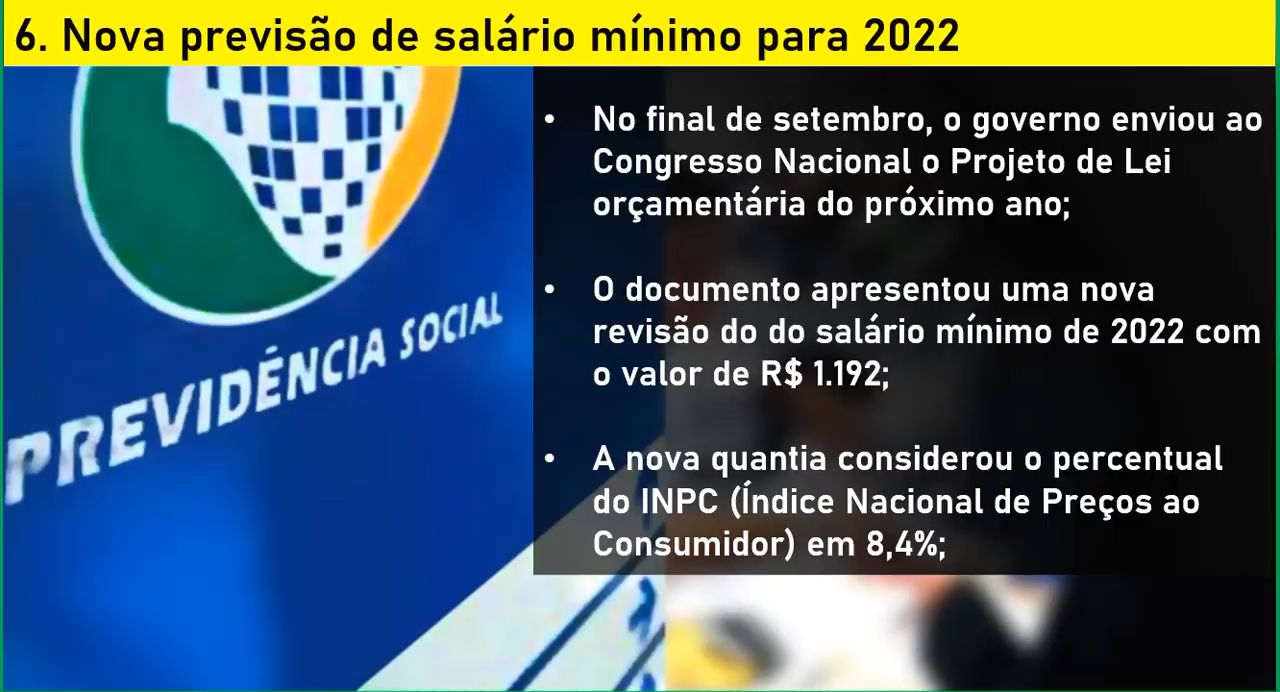 6. Nova previsão de salário mínimo para 2022
• No final de setembro, o governo enviou ao
Congresso Nacional o Projeto de Lei
orçamentária do próximo ano;
• O documento apresentou uma nova
revisão do do salário mínimo de 2022 com
o valor de R$ 1.192;
• A nova quantia considerou o percentual
do INPC (Índice Nacional de Preços ao
Consumidor) em 8,4%;
PREVIDÊNCIA SOCIAL